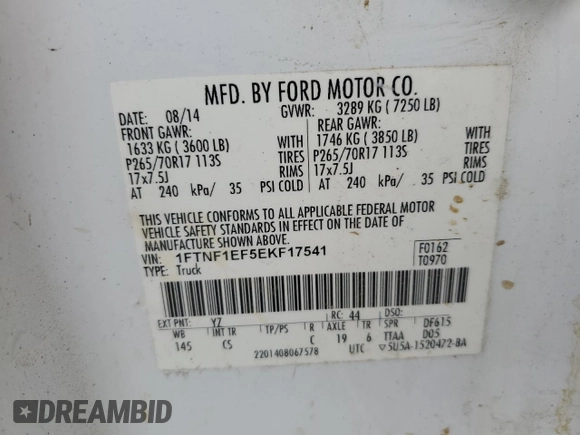 MFD. BY FORD MOTOR CO.
DATE: 08/14 GVWR: 3289 KG ( 7250 LB)
FRONT GAWR: REAR GAWR:
1633 KG ( 3600 LB) WITH 1746 KG ( 3850 LB) WITH
P265/70R17 113S TIRES P265/70R17 113S TIRES
17x7.5J RIMS 17x7.5J RIMS
AT 240 kPa/ 35 PSI COLD AT 240 kPa/ 35 PSI COLD
THIS VEHICLE CONFORMS TO ALL APPLICABLE FEDERAL MOTOR
VEHICLE SAFETY STANDARDS IN EFFECT ON THE DATE OF
MANUFACTURE SHOWN ABOVE.
VIN: 1FTNF1EF5EKF17541 F0162
TYPE: Truck T0970
EXT PNT: YZ RC: 44 DSO:
WB INT TR TP/PS R AXLE TR SPR DF615
145 CS C 19 6 TTAA D05
2201408067578 UTC ▽5U5A-1520472-BA
DREAMBID